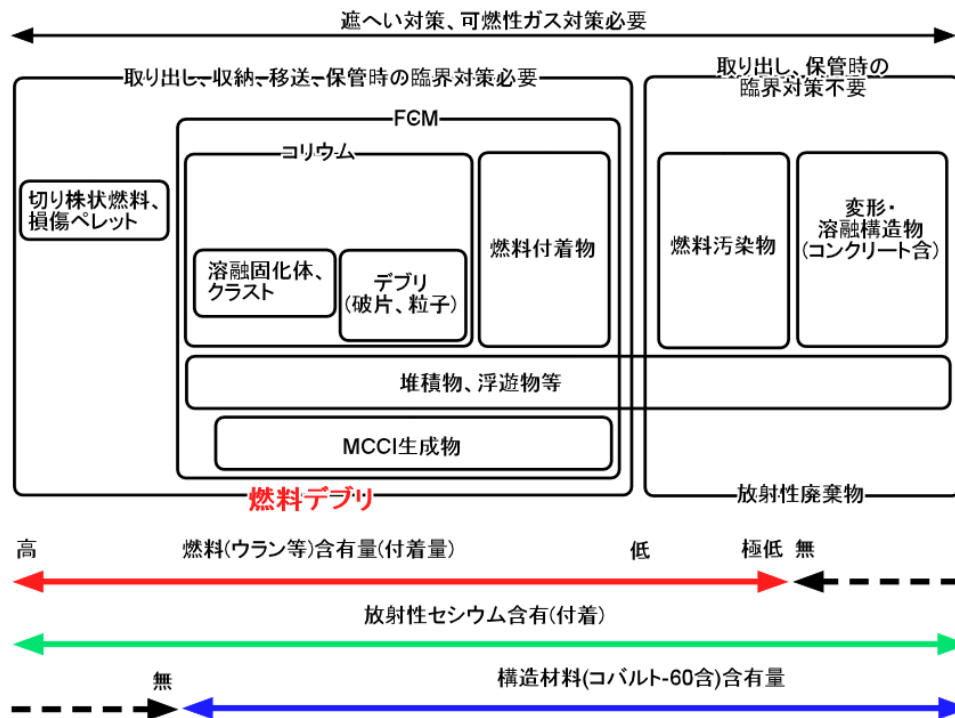 遮へい対策、可燃性ガス対策必要
取り出し、収納、移送、保管時の臨界対策必要
取り出し、保管時の
臨界対策不要
FCM
コリウム
切り株状燃料、
損傷ペレット
溶融固化体、
クラスト
デブリ
(破片、粒子)
燃料付着物
燃料汚染物
変形・
溶融構造物
(コンクリート含)
堆積物、浮遊物等
MCCI生成物
燃料デブリ
放射性廃棄物
高
燃料(ウラン等)含有量(付着量)
低
極低
無
放射性セシウム含有(付着)
無
構造材料(コバルト-60含)含有量